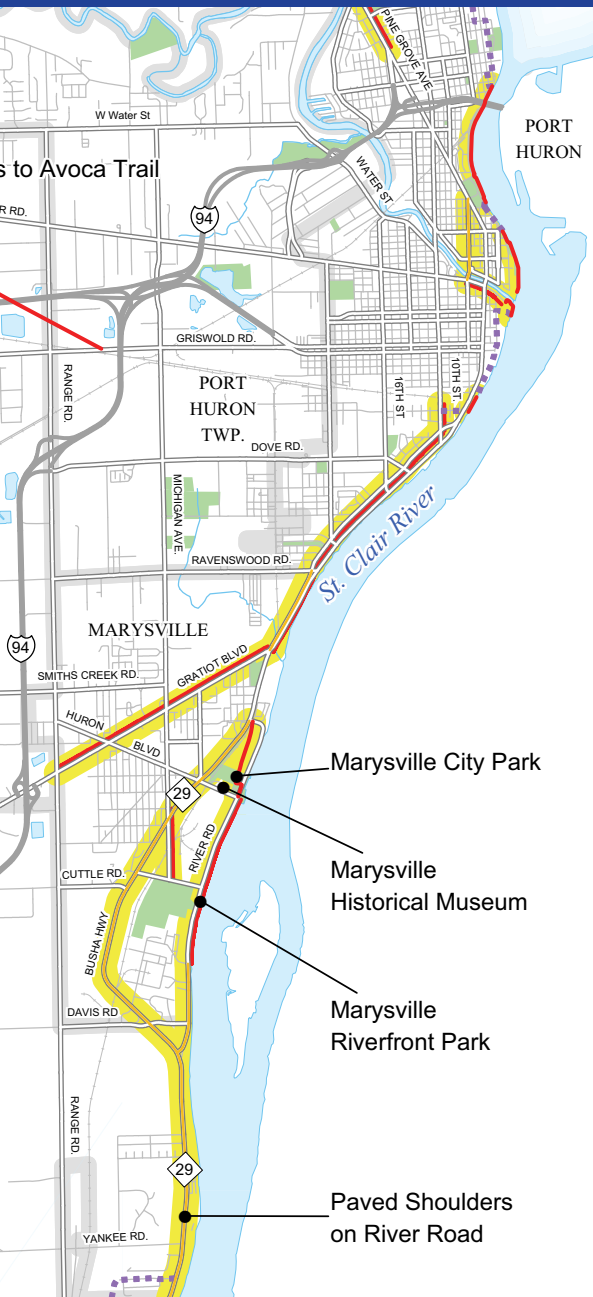 PINE GROVE AVE
W Water St
PORT
HURON
s to Avoca Trail
WATER ST
R RD.
94
GRISWOLD RD.
RANGE RD.
PORT
HURON
TWP.
16TH ST
10TH ST.
DOVE RD.
MICHIGAN AVE.
St. Clair River
RAVENSWOOD RD.
MARYSVILLE
94
GRATIOT BLVD
SMITHS CREEK RD.
HURON
BLVD
Marysville City Park
29
RIVER RD
Marysville
Historical Museum
CUTTLE RD.
BUSHA HWY
Marysville
Riverfront Park
DAVIS RD
RANGE RD.
29
Paved Shoulders
on River Road
YANKEE RD.